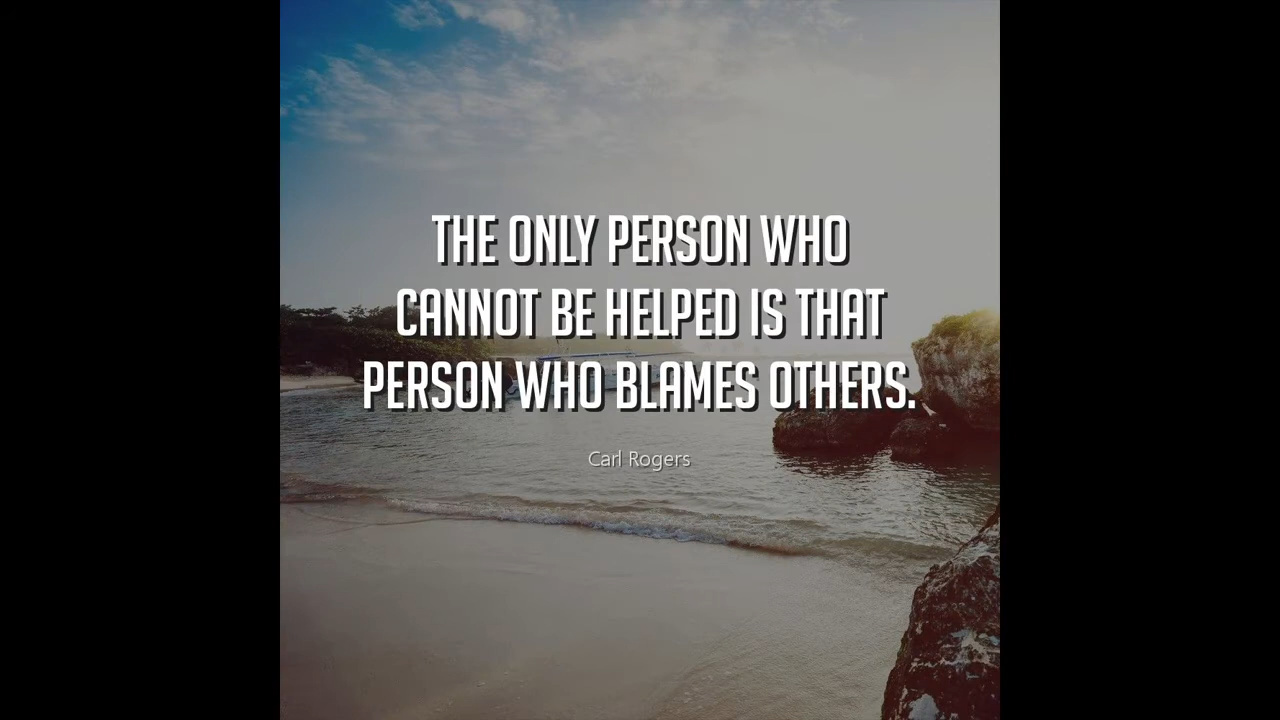 THE ONLY PERSON WHO
CANNOT BE HELPED IS THAT
PERSON WHO BLAMES OTHERS.
Carl Rogers